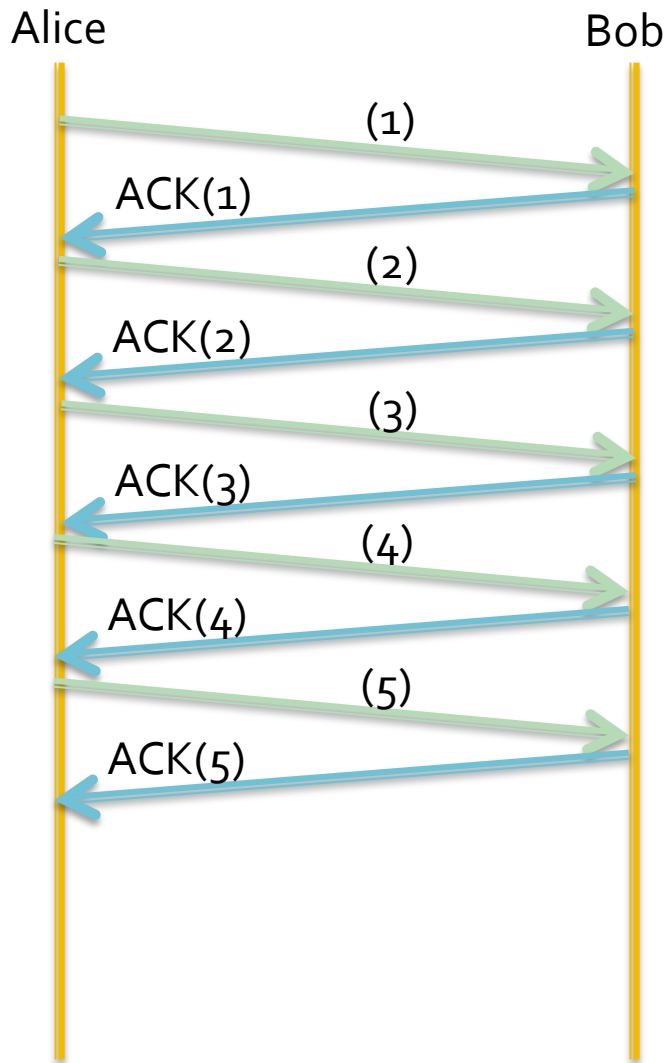 Alice
Bob
(1)
ACK(1)
(2)
ACK(2)
(3)
ACK(3)
(4)
ACK(4)
(5)
ACK(5)